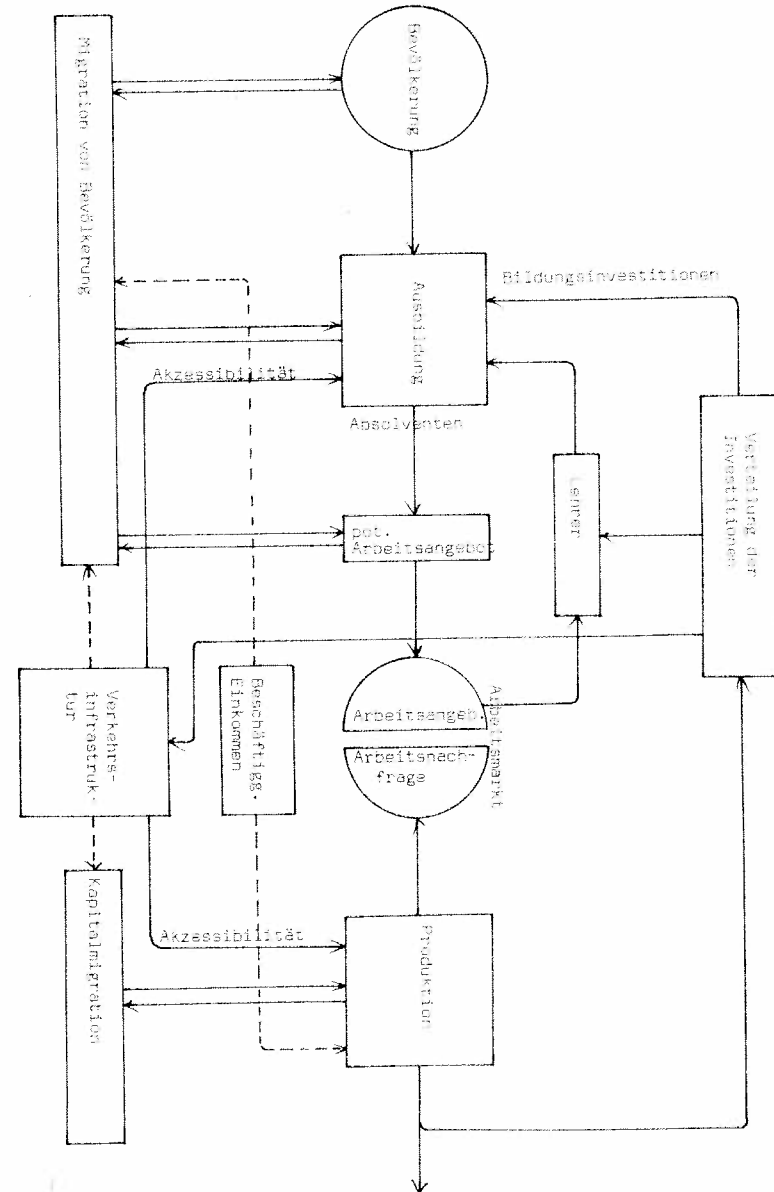 Bevölkerung
Migration von Bevölkerung
Bildungsinvestitionen
Ausbildung
Akzessibilität
Absolventen
Verteilung der
Investitionen
Lehrer
pot.
Arbeitsangebot
Arbeitsmarkt
Arbeitsangeb.
Arbeitsnach-
frage
Verkehrs-
infrastruk-
tur
Beschäftigg.
Einkommen
Akzessibilität
Produktion
Kapitalmigration